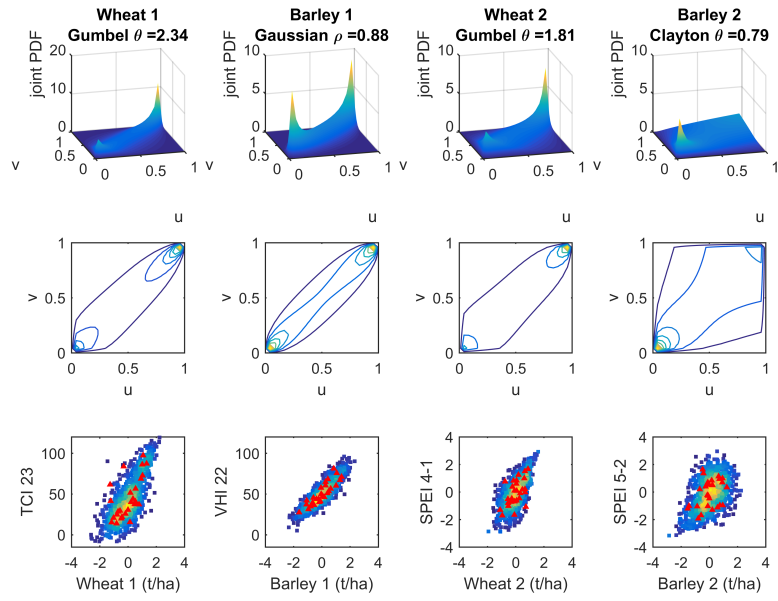 Wheat 1 Barley 1 Wheat 2 Barley 2
Gumbel θ =2.34 Gaussian ρ =0.88 Gumbel θ =1.81 Clayton θ =0.79
joint PDF joint PDF joint PDF joint PDF
20 10 10 10
10 5 5 5
0 0 0 0
1 1 1 1
0.5 0.5 0.5 0.5
v 0 0 0.5 1 v 0 0 0.5 1 v 0 0 0.5 1 v 0 0 0.5 1
u u u u
1 1 1 1
v 0.5 v 0.5 v 0.5 v 0.5
0 0 0 0
0 0.5 1 0 0.5 1 0 0.5 1 0 0.5 1
u u u u
TCI 23 VHI 22 SPEI 4-1 SPEI 5-2
100 100 4 4
50 50 2 2
0 0 0 0
-2 -2
-4 -4
-4 -2 0 2 4 -4 -2 0 2 4 -4 -2 0 2 4 -4 -2 0 2 4
Wheat 1 (t/ha) Barley 1 (t/ha) Wheat 2 (t/ha) Barley 2 (t/ha)